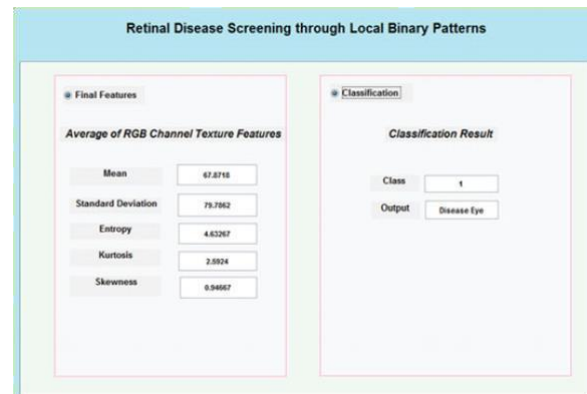 Retinal Disease Screening through Local Binary Patterns
Final Features
Average of RGB Channel Texture Features
Mean 67.8718
Standard Deviation 79.7862
Entropy 4.63267
Kurtosis 2.5924
Skewness 0.94667
Classification
Classification Result
Class 1
Output Disease Eye